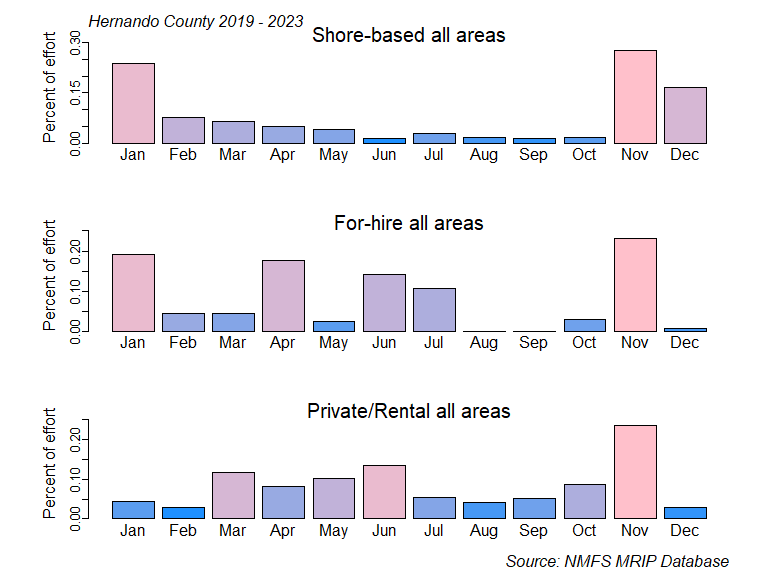 Hernando County 2019 - 2023
Shore-based all areas
Percent of effort
0.00 0.15 0.30
Jan Feb Mar Apr May Jun Jul Aug Sep Oct Nov Dec
For-hire all areas
Percent of effort
0.00 0.10 0.20
Jan Feb Mar Apr May Jun Jul Aug Sep Oct Nov Dec
Private/Rental all areas
Percent of effort
0.00 0.10 0.20
Jan Feb Mar Apr May Jun Jul Aug Sep Oct Nov Dec
Source: NMFS MRIP Database